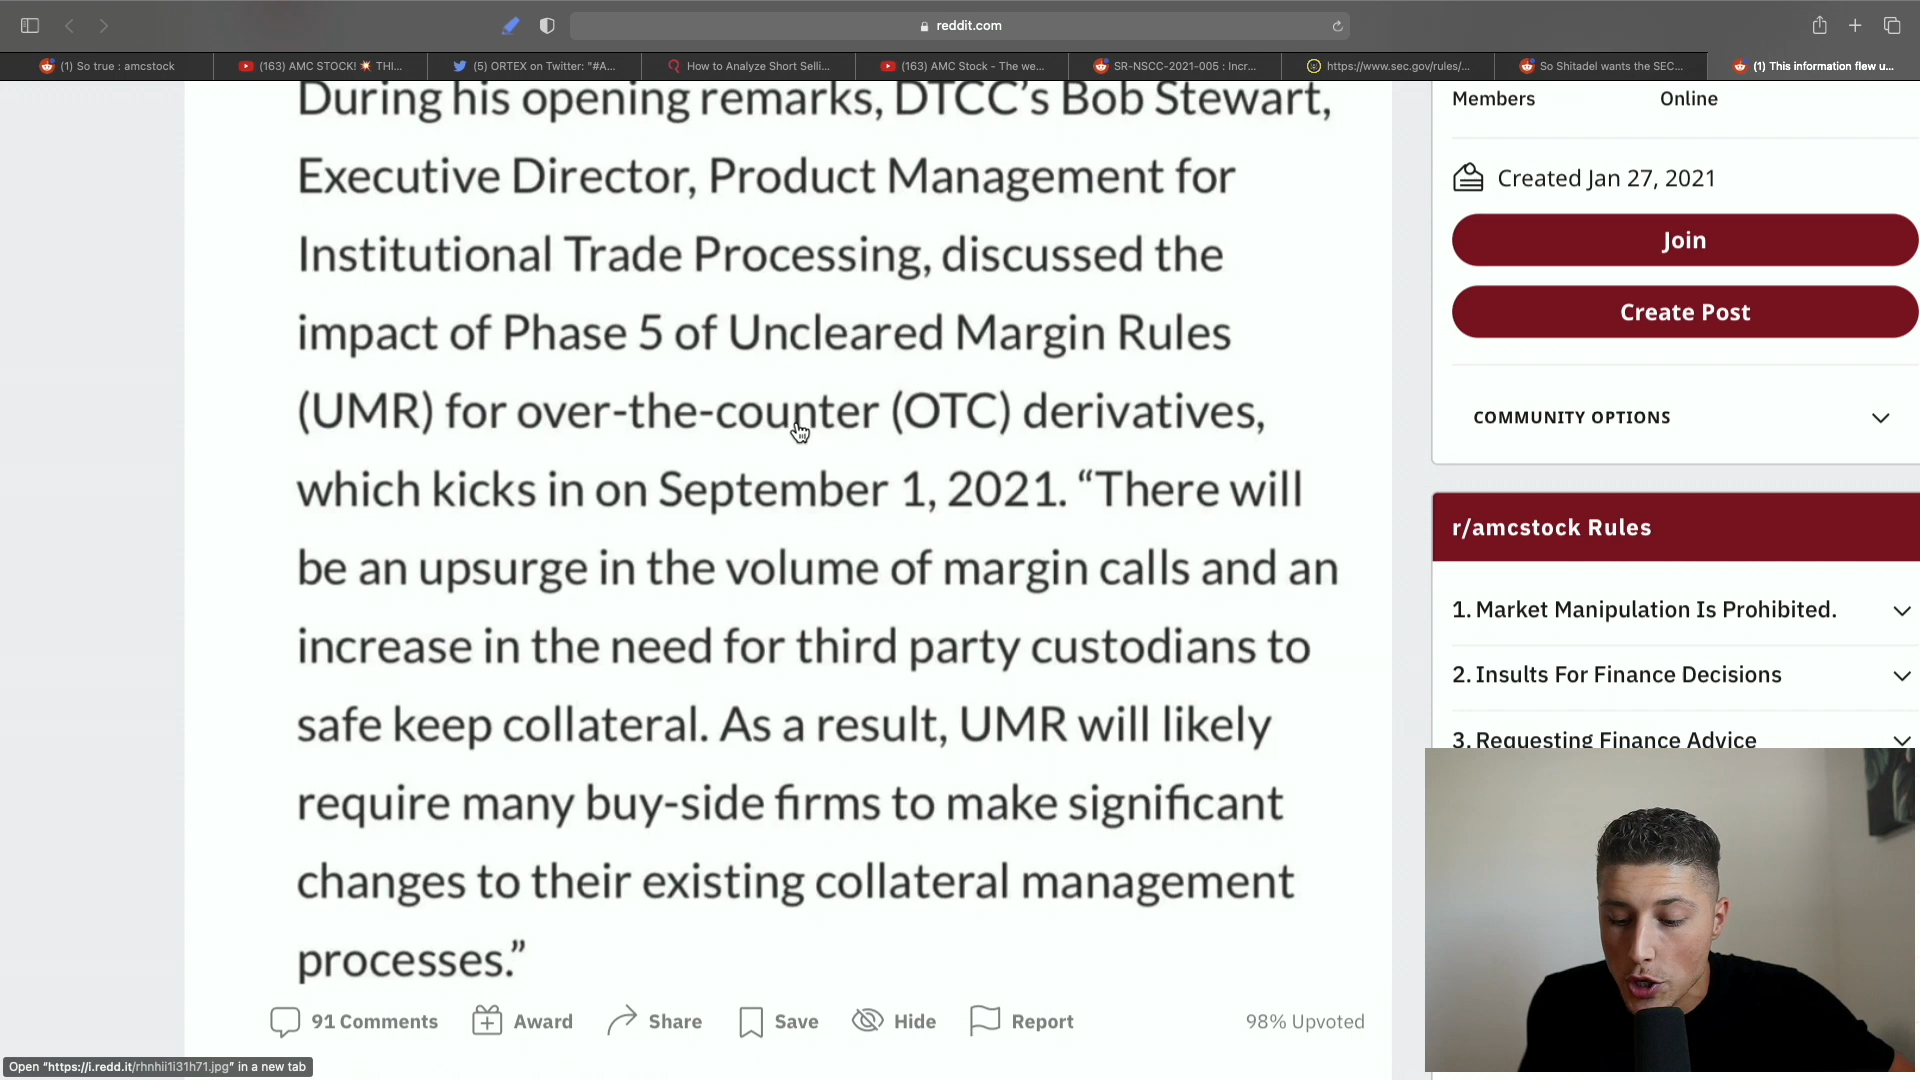 reddit.com
(1) So true : amcstock
(163) AMC STOCK! 💥 THI...
(5) ORTEX on Twitter: "#A...
How to Analyze Short Selli...
(163) AMC Stock - The we...
SR-NSCC-2021-005 : Incr...
https://www.sec.gov/rules/...
So Shitadel wants the SEC...
(1) This information flew u...
During his opening remarks, DTCC's Bob Stewart,
Executive Director, Product Management for
Institutional Trade Processing, discussed the
impact of Phase 5 of Uncleared Margin Rules
(UMR) for over-the-counter (OTC) derivatives,
which kicks in on September 1, 2021. “There will
be an upsurge in the volume of margin calls and an
increase in the need for third party custodians to
safe keep collateral. As a result, UMR will likely
require many buy-side firms to make significant
changes to their existing collateral management
processes.”
91 Comments
Award
Share
Save
Hide
Report
98% Upvoted
Members
Online
Created Jan 27, 2021
Join
Create Post
COMMUNITY OPTIONS
r/amcstock Rules
1. Market Manipulation Is Prohibited.
2. Insults For Finance Decisions
3. Requesting Finance Advice
Open "https://i.redd.it/rhnhii1i31h71.jpg" in a new tab